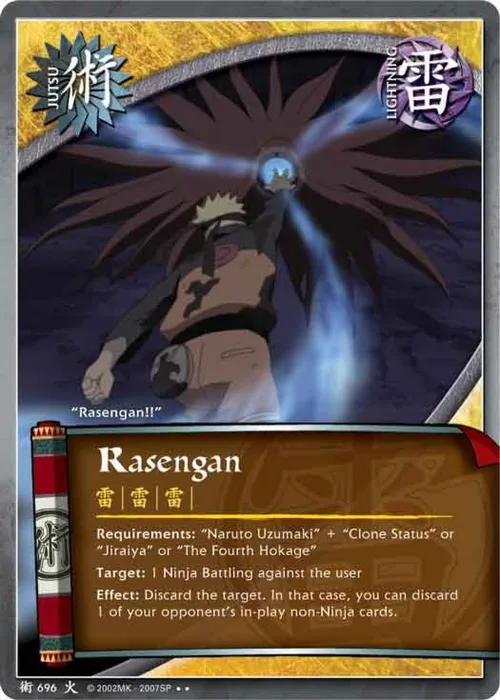 JUTSU 術
LIGHTNING 雷
"Rasengan!!"
Rasengan
雷 雷 雷
Requirements: "Naruto Uzumaki" + "Clone Status" or
"Jiraiya" or "The Fourth Hokage"
Target: 1 Ninja Battling against the user
Effect: Discard the target. In that case, you can discard
1 of your opponent's in-play non-Ninja cards.
術
術 696 火 © 2002MK - 2007SP